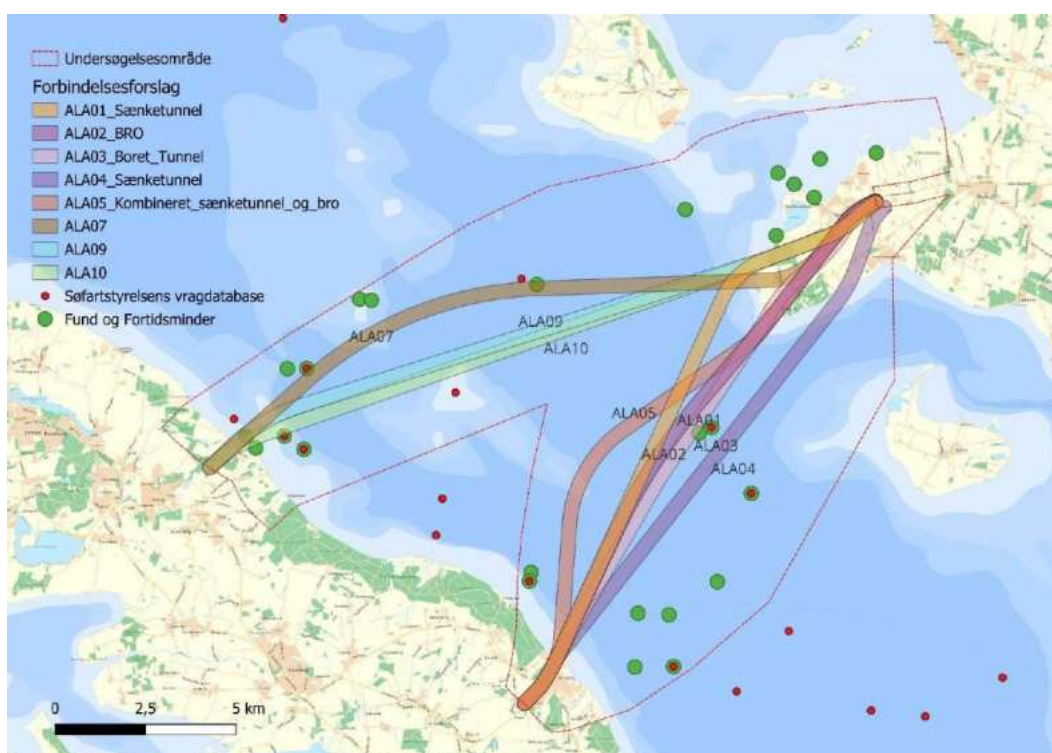 Undersøgelsesområde
Forbindelsesforslag
ALA01_Sænketunnel
ALA02_BRO
ALA03_Boret_Tunnel
ALA04_Sænketunnel
ALA05_Kombineret_sænketunnel_og_bro
ALA07
ALA09
ALA10
Søfartstyrelsens vragdatabase
Fund og Fortidsminder
ALA07
ALA09
ALA10
ALA05
ALA01
ALA03
ALA02
ALA04
0 2,5 5 km